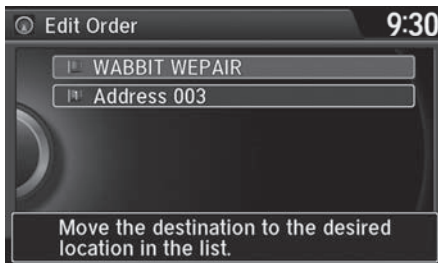 Edit Order
9:30
WABBIT WEPAIR
Address 003
Move the destination to the desired
location in the list.